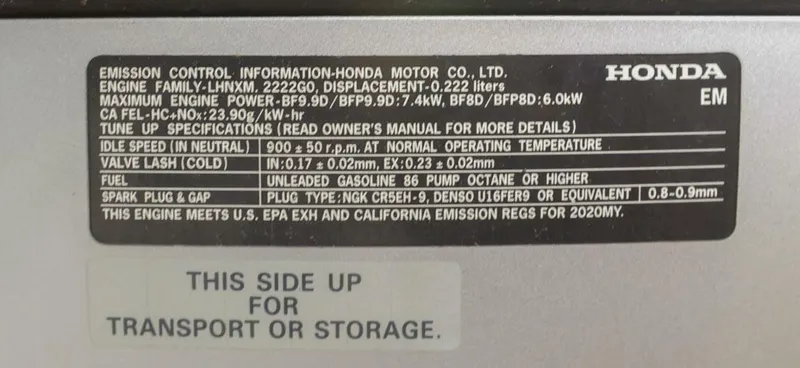 EMISSION CONTROL INFORMATION-HONDA MOTOR CO., LTD.
HONDA
ENGINE FAMILY-LHNXM. 2222G0, DISPLACEMENT-0.222 liters
MAXIMUM ENGINE POWER-BF9.9D/BFP9.9D:7.4kW, BF8D/BFP8D:6.0kW
EM
CA FEL-HC+NOx:23.90g/kW-hr
TUNE UP SPECIFICATIONS (READ OWNER'S MANUAL FOR MORE DETAILS)
IDLE SPEED (IN NEUTRAL) 900 ± 50 r.p.m. AT NORMAL OPERATING TEMPERATURE
VALVE LASH (COLD) IN:0.17 ± 0.02mm, EX:0.23 ± 0.02mm
FUEL UNLEADED GASOLINE 86 PUMP OCTANE OR HIGHER
SPARK PLUG & GAP PLUG TYPE:NGK CR5EH-9, DENSO U16FER9 OR EQUIVALENT 0.8-0.9mm
THIS ENGINE MEETS U.S. EPA EXH AND CALIFORNIA EMISSION REGS FOR 2020MY.
THIS SIDE UP
FOR
TRANSPORT OR STORAGE.